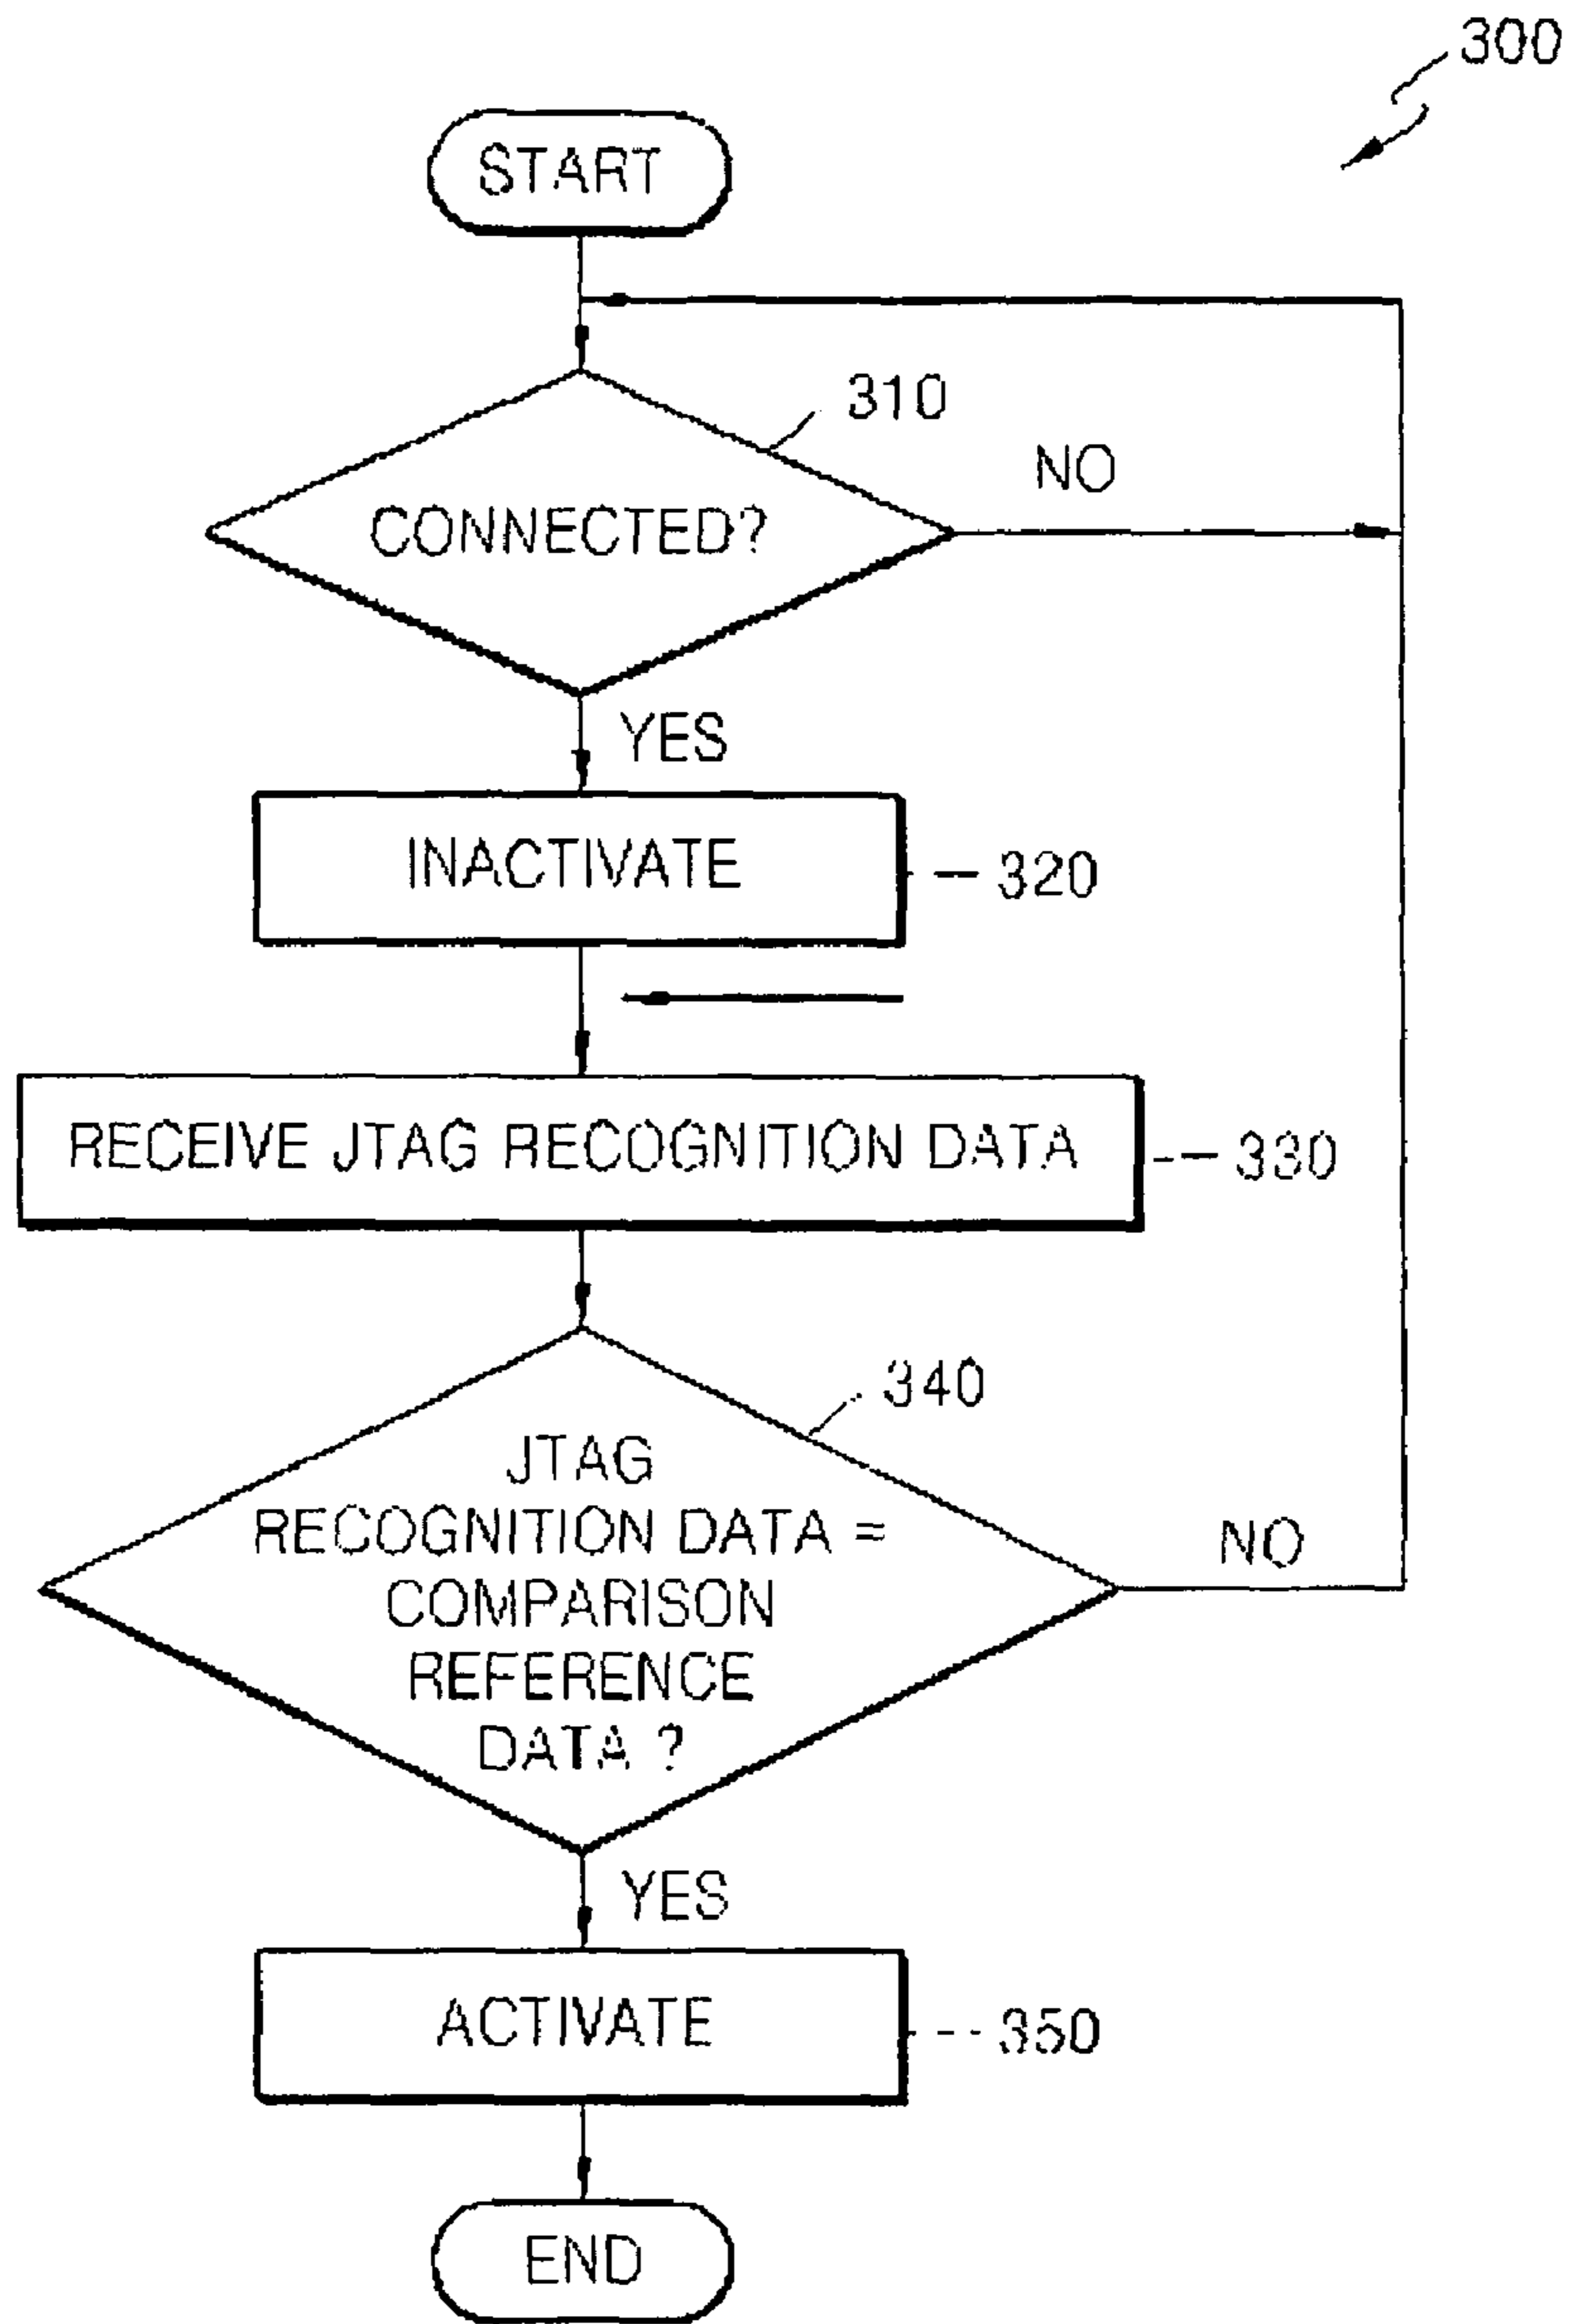 300
START
310
NO
CONNECTED?
YES
INACTIVATE
320
RECEIVE JTAG RECOGNITION DATA
330
340
JTAG
RECOGNITION DATA =
COMPARISON
REFERENCE
DATA ?
NO
YES
ACTIVATE
350
END